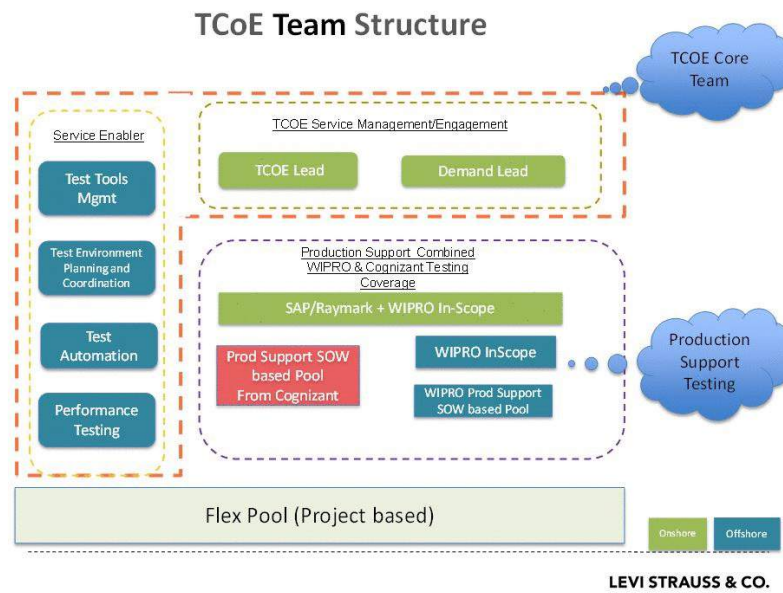 TCoE Team Structure
TCOE Core
Team
Service Enabler
Test Tools
Mgmt
Test Environment
Planning and
Coordination
Test
Automation
Performance
Testing
TCOE Service Management/Engagement
TCOE Lead
Demand Lead
Production Support Combined
WIPRO & Cognizant Testing
Coverage
SAP/Raymark + WIPRO In-Scope
Prod Support SOW
based Pool
From Cognizant
WIPRO InScope
WIPRO Prod Support
SOW based Pool
Production
Support
Testing
Flex Pool (Project based)
Onshore
Offshore
LEVI STRAUSS & CO.